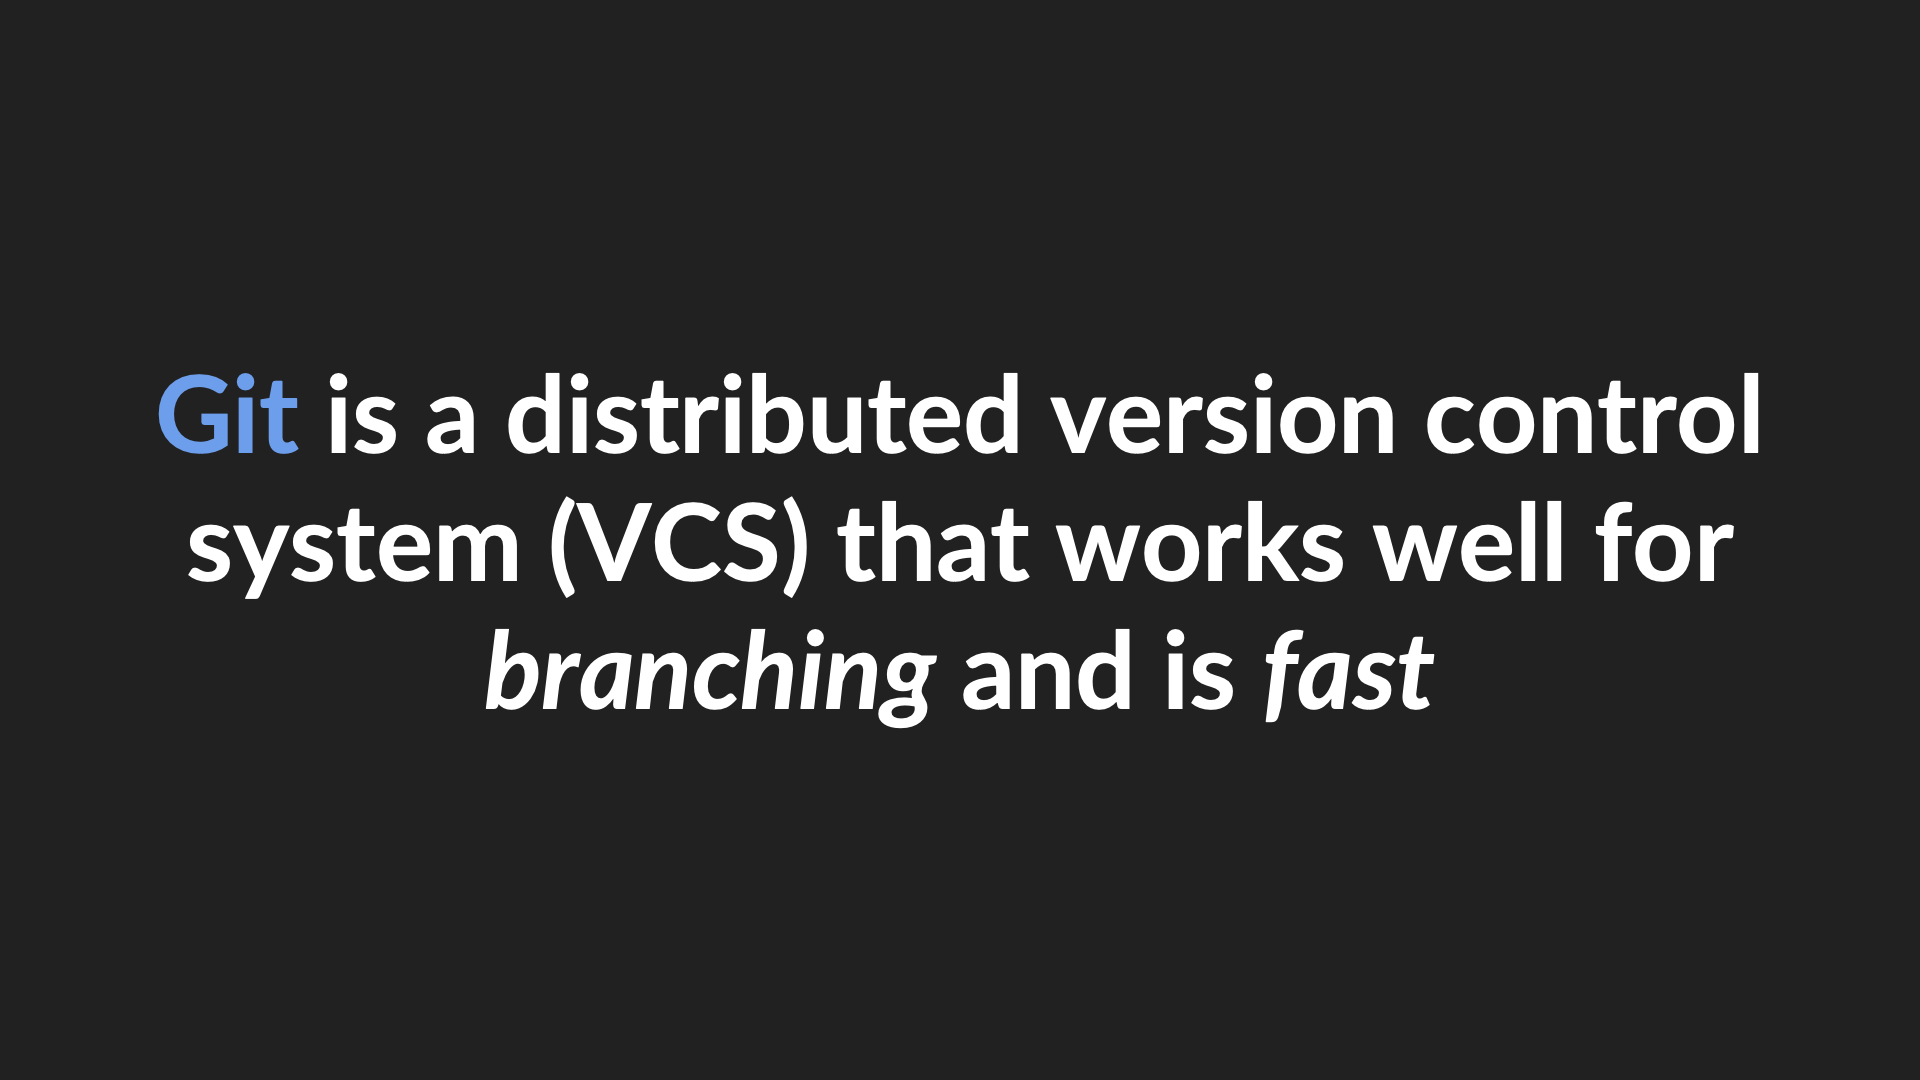 Git is a distributed version control
system (VCS) that works well for
branching and is fast